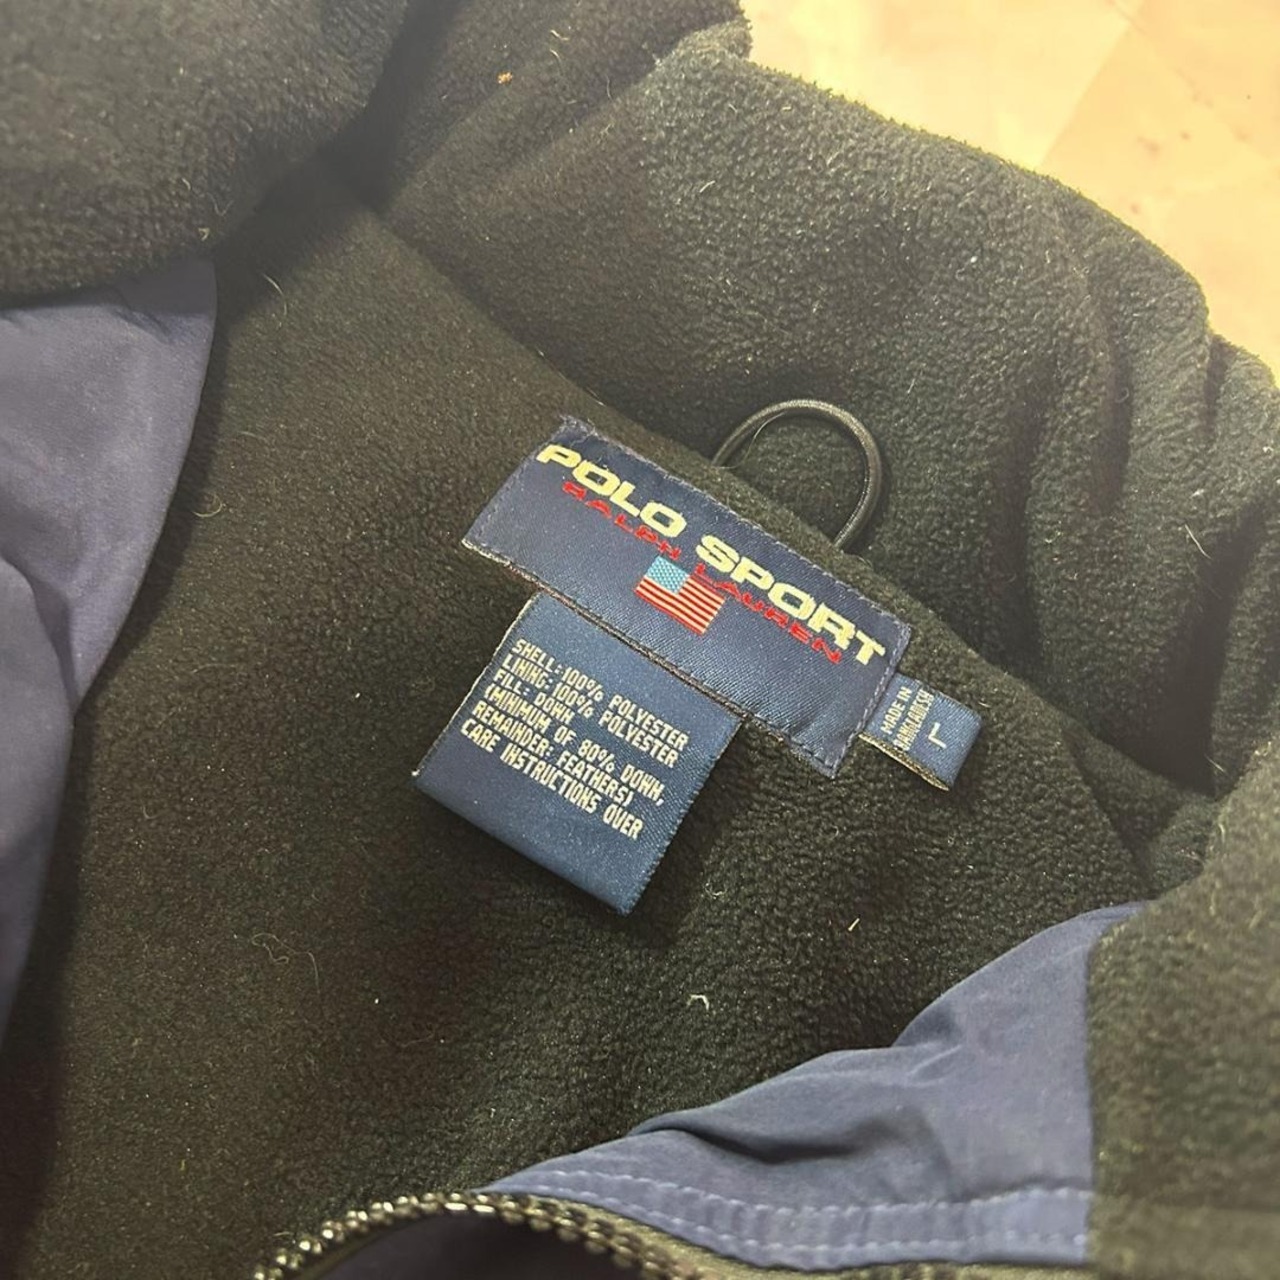 POLO SPORT
RALPH LAUREN
SHELL: 100% POLYESTER
LINING: 100% POLYESTER
FILL: DOWN
(MINIMUM OF 80% DOWN,
REMAINDER: FEATHERS)
CARE INSTRUCTIONS OVER
MADE IN
BANGLADESH
L